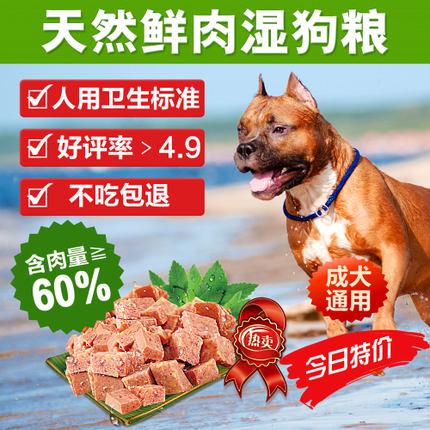 天然鲜肉湿狗粮
人用卫生标准
好评率>4.9
不吃包退
含肉量≥
60%
成犬
通用
热卖
今日特价